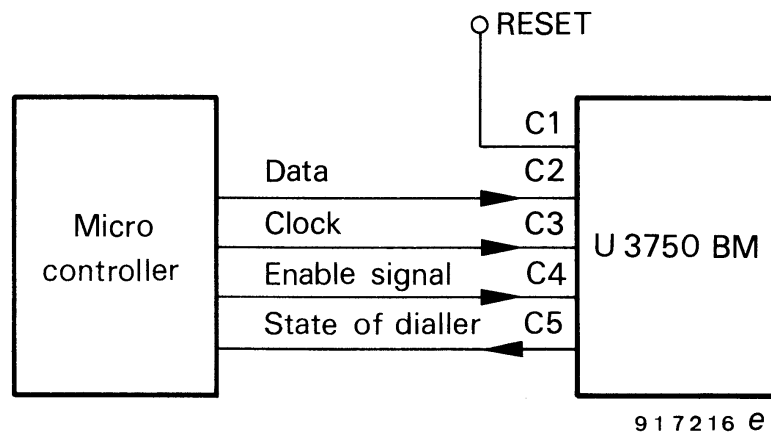 RESET
C1
Data C2
Clock C3
Enable signal C4
State of dialler C5
Micro
controller
U 3750 BM
917216 e